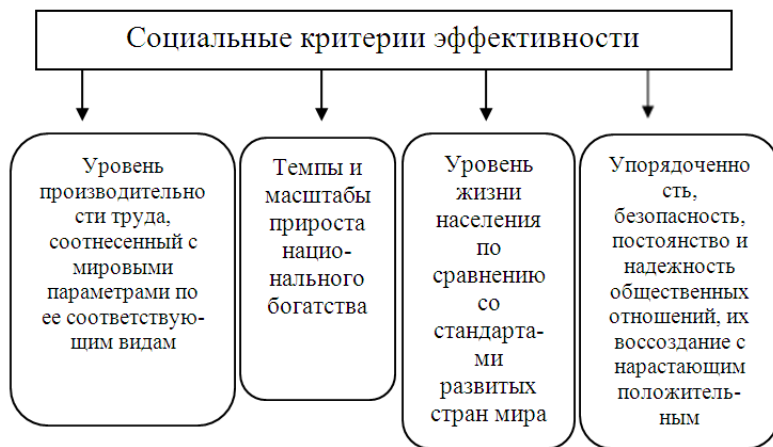 Социальные критерии эффективности
Уровень
производительно
сти труда,
соотнесенный с
мировыми
параметрами по
ее соответствую-
щим видам
Темпы и
масштабы
прироста
нацио-
нального
богатства
Уровень
жизни
населения
по
сравнению
со
стандарта-
ми
развитых
стран мира
Упорядоченно
сть,
безопасность,
постоянство и
надежность
общественных
отношений, их
воссоздание с
нарастающим
положитель-
ным